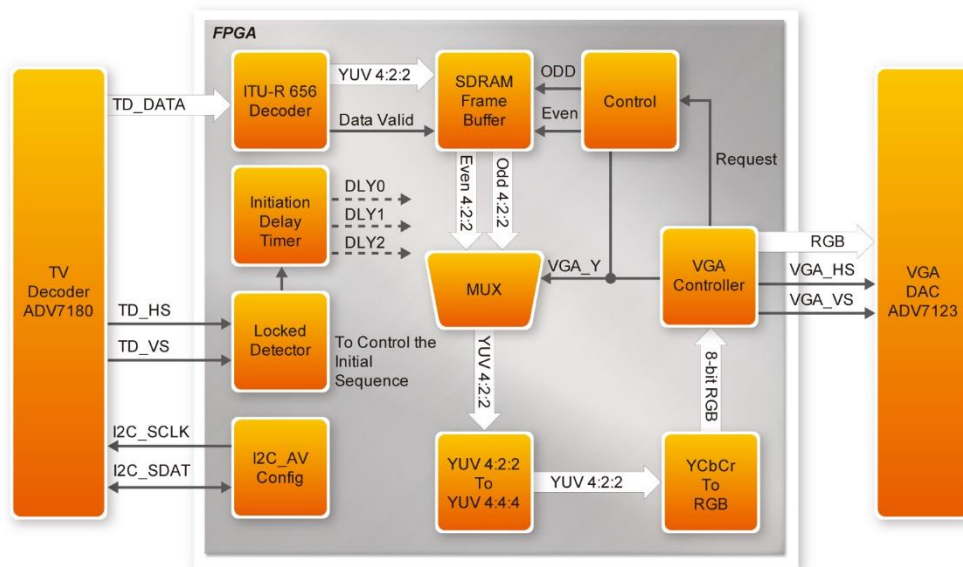 FPGA
TV
Decoder
ADV7180
TD_DATA
ITU-R 656
Decoder
YUV 4:2:2
Data Valid
SDRAM
Frame
Buffer
ODD
Even
Control
Request
Initiation
Delay
Timer
DLY0
DLY1
DLY2
Even 4:2:2
Odd 4:2:2
MUX
VGA_Y
VGA
Controller
RGB
VGA_HS
VGA_VS
VGA
DAC
ADV7123
TD_HS
TD_VS
Locked
Detector
To Control the
Initial
Sequence
YUV 4:2:2
8-bit RGB
I2C_SCLK
I2C_SDAT
I2C_AV
Config
YUV 4:2:2
To
YUV 4:4:4
YUV 4:2:2
YCbCr
To
RGB